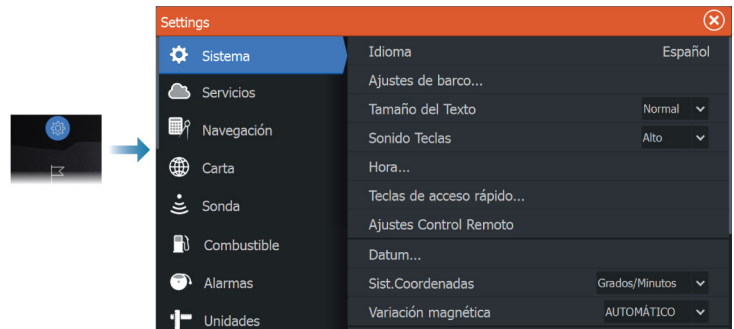 Settings
Sistema
Servicios
Navegación
Carta
Sonda
Combustible
Alarmas
Unidades
Idioma Español
Ajustes de barco...
Tamaño del Texto Normal
Sonido Teclas Alto
Hora...
Teclas de acceso rápido...
Ajustes Control Remoto
Datum...
Sist.Coordenadas Grados/Minutos
Variación magnética AUTOMÁTICO